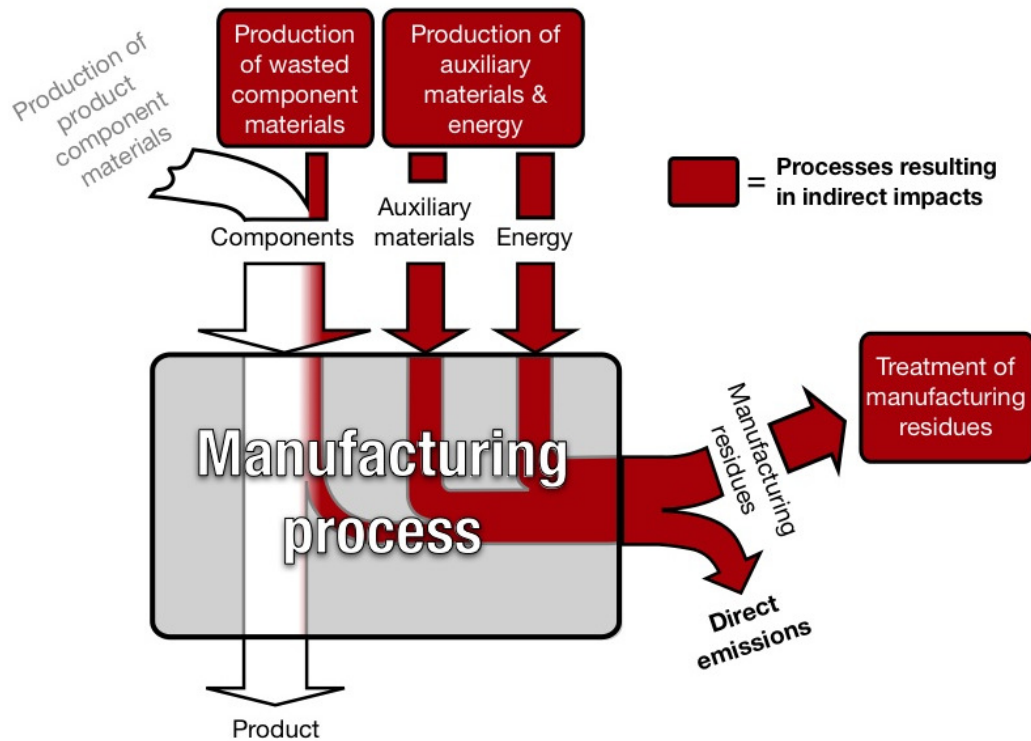 Production of
product
component
materials
Production
of wasted
component
materials
Production of
auxiliary
materials &
energy
= Processes resulting
in indirect impacts
Components
Auxiliary
materials
Energy
Manufacturing
process
Manufacturing
residues
Treatment of
manufacturing
residues
Direct
emissions
Product